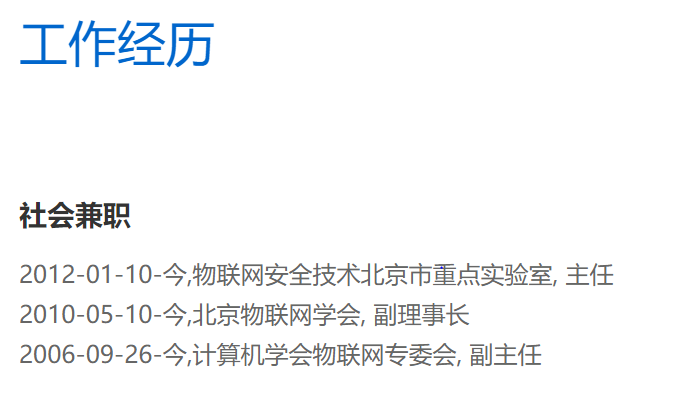 工作经历
社会兼职
2012-01-10-今,物联网安全技术北京市重点实验室, 主任
2010-05-10-今,北京物联网学会, 副理事长
2006-09-26-今,计算机学会物联网专委会, 副主任